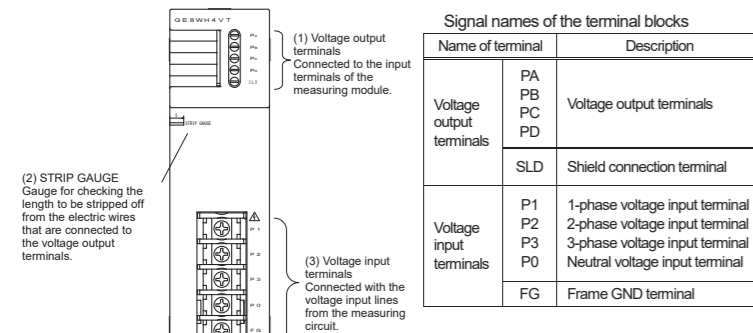 QE8WH4VT
(1) Voltage output
terminals
Connected to the input
terminals of the
measuring module.
STRIP GAUGE
(2) STRIP GAUGE
Gauge for checking the
length to be stripped off
from the electric wires
that are connected to
the voltage output
terminals.
P1
P2
P3
P0
FG
(3) Voltage input
terminals
Connected with the
voltage input lines
from the measuring
circuit.
Signal names of the terminal blocks
Name of terminal Description
Voltage output terminals
PA
PB
PC
PD
Voltage output terminals
SLD Shield connection terminal
Voltage input terminals
P1 1-phase voltage input terminal
P2 2-phase voltage input terminal
P3 3-phase voltage input terminal
P0 Neutral voltage input terminal
FG Frame GND terminal